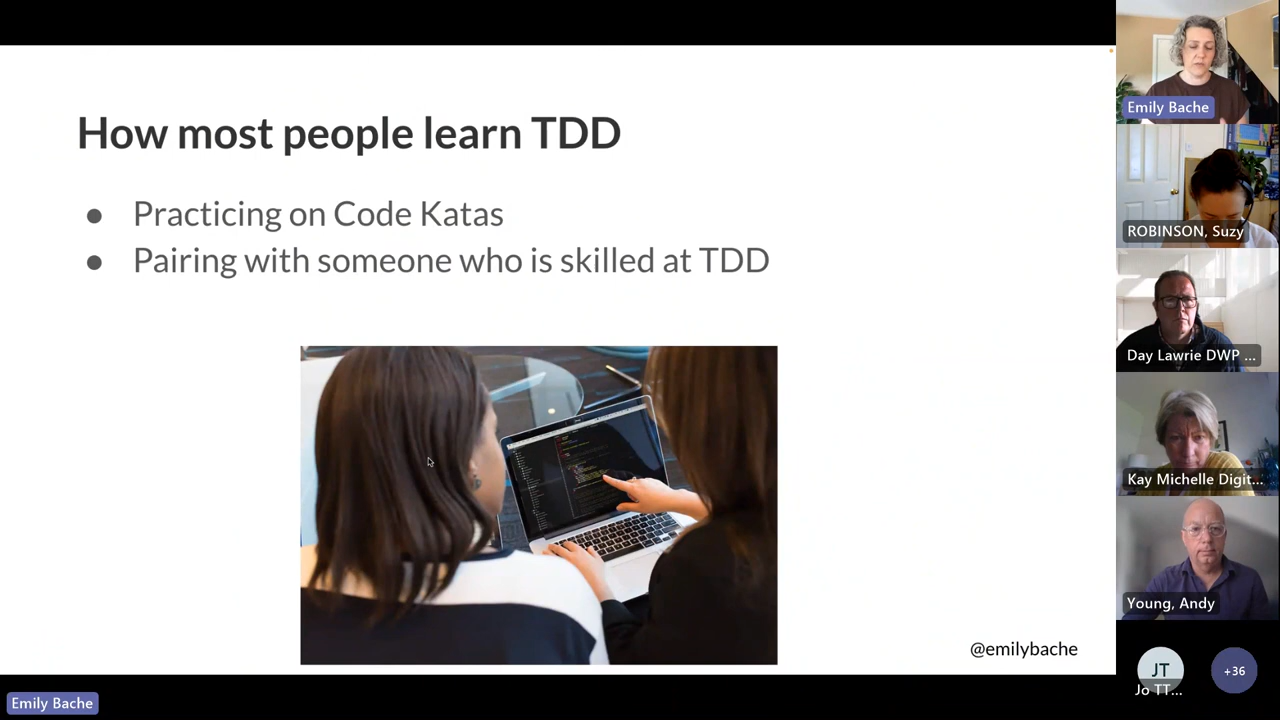 How most people learn TDD
● Practicing on Code Katas
● Pairing with someone who is skilled at TDD
@emilybache
Emily Bache
Emily Bache
ROBINSON, Suzy
Day Lawrie DWP ...
Kay Michelle Digit...
Young, Andy
JT
Jo TT...
+36